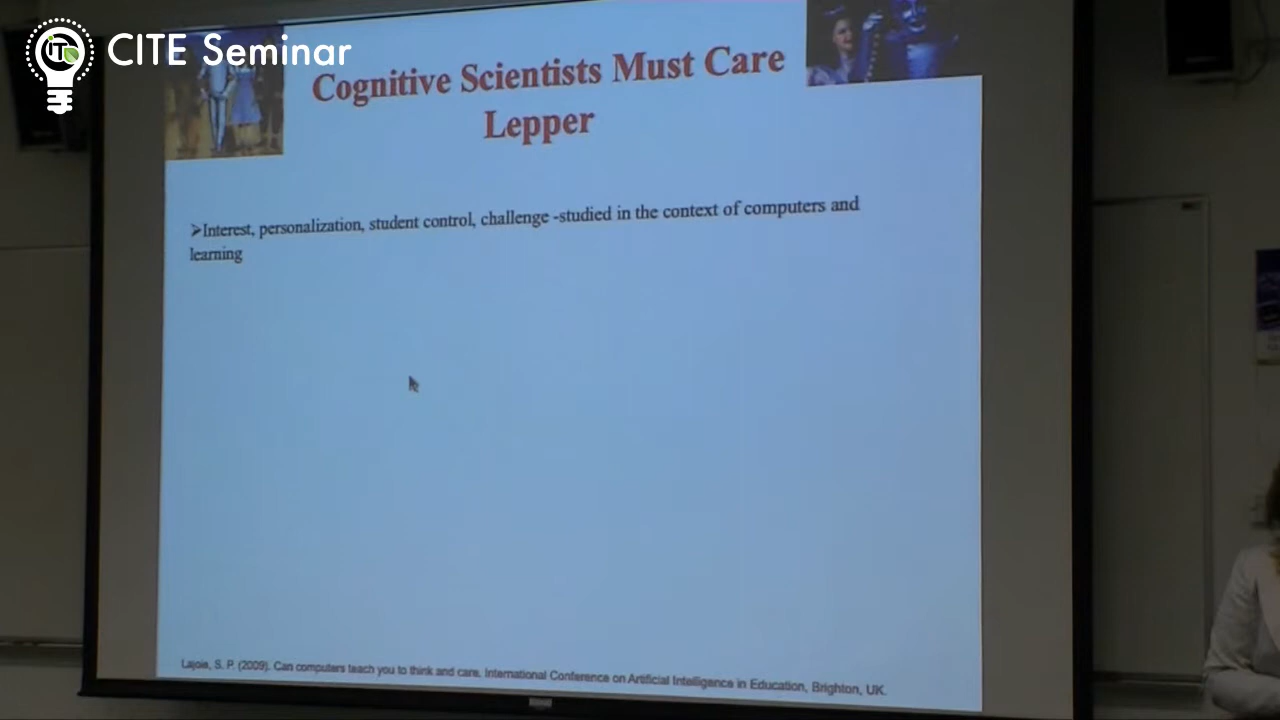 CITE Seminar
Cognitive Scientists Must Care
Lepper
➢Interest, personalization, student control, challenge -studied in the context of computers and
learning
Lajoie, S. P. (2009). Can computers teach you to think and care. International Conference on Artificial Intelligence in Education, Brighton, UK.